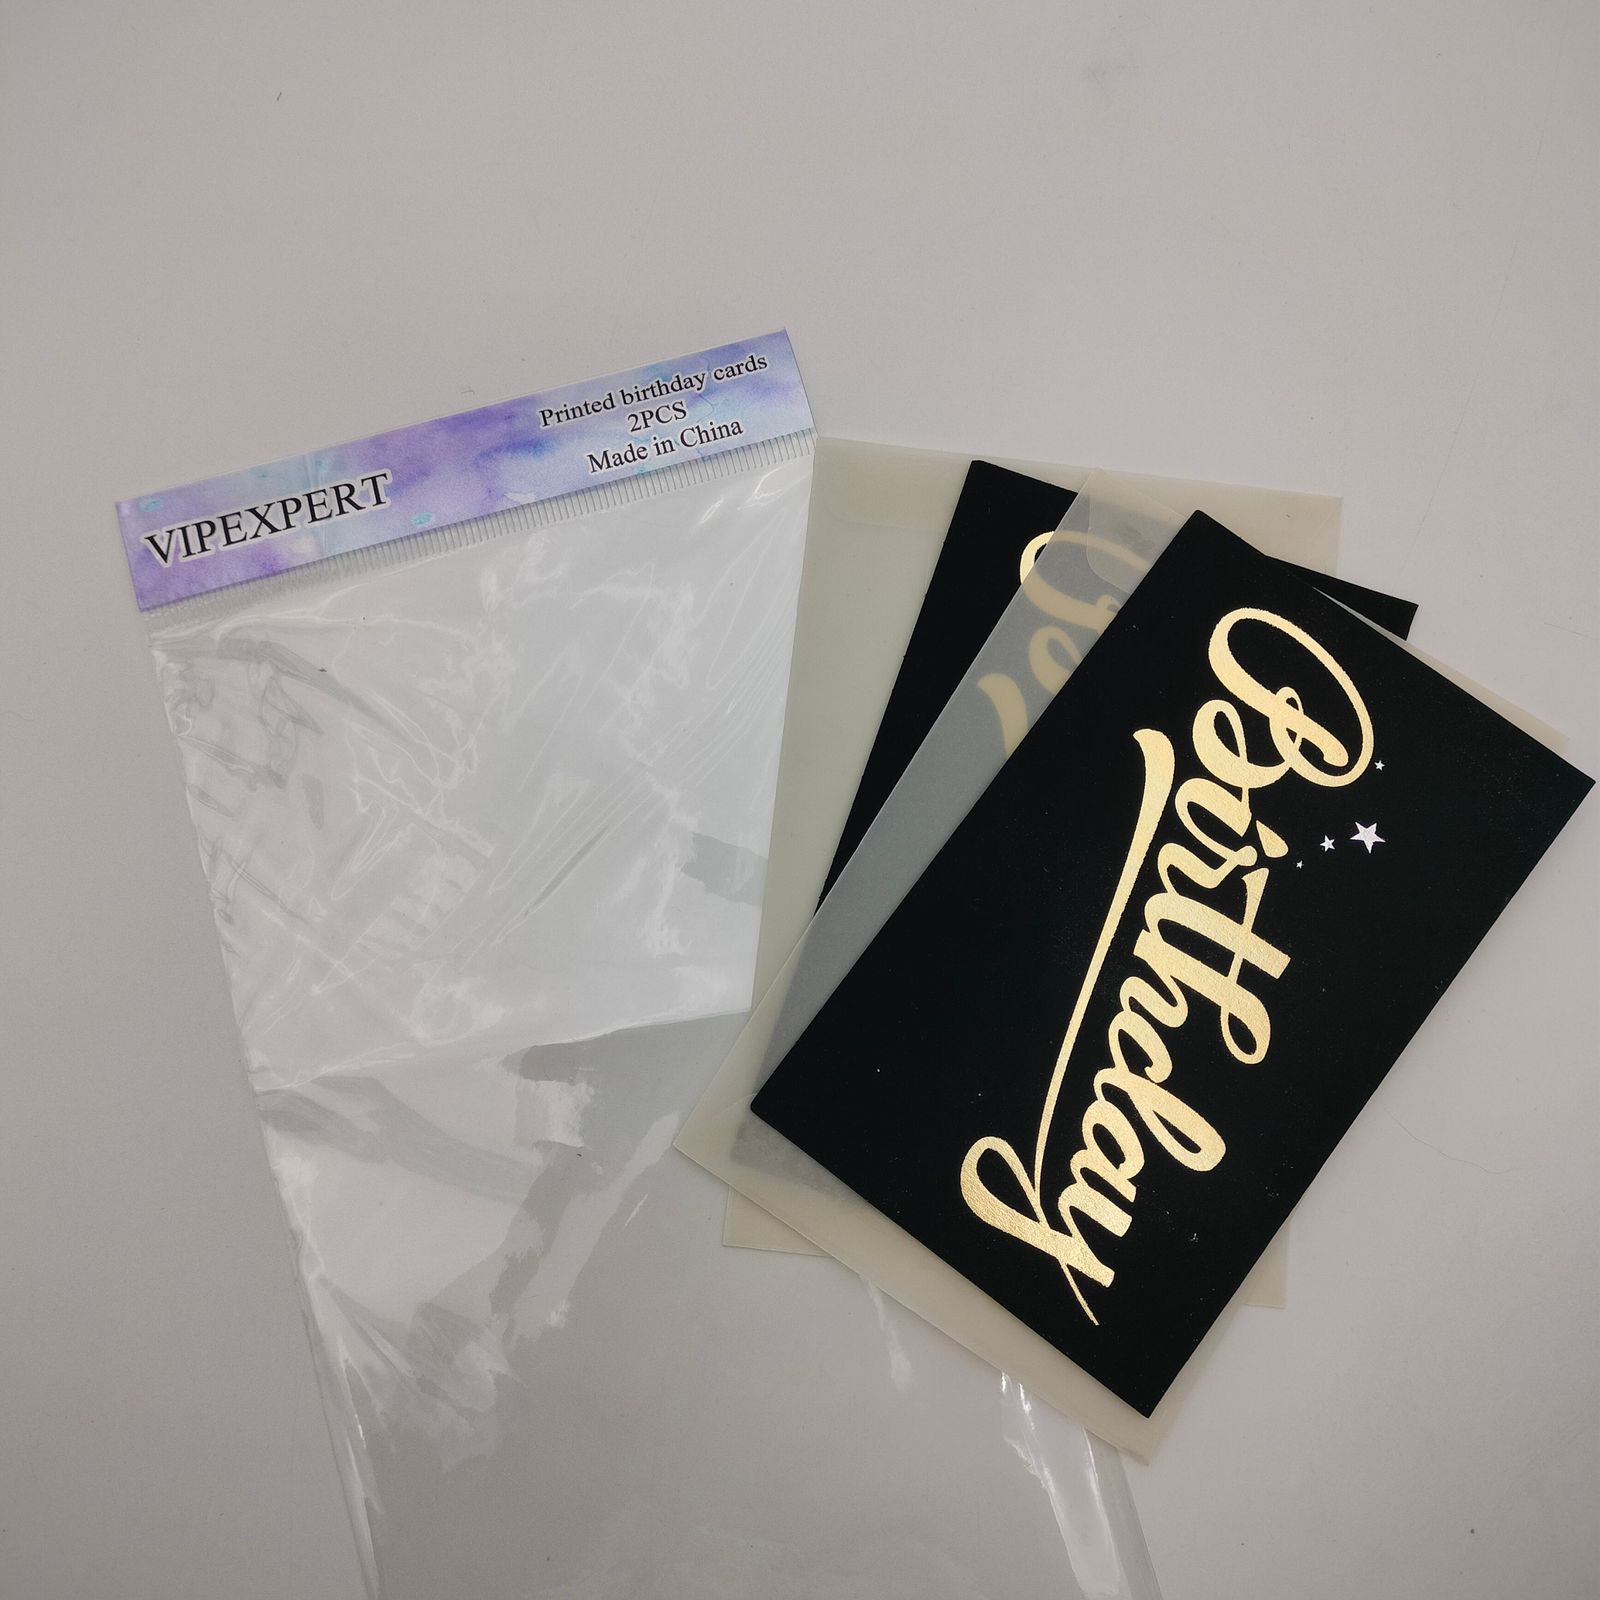 VIPEXPERT
Printed birthday cards
2PCS
Made in China
Birthday